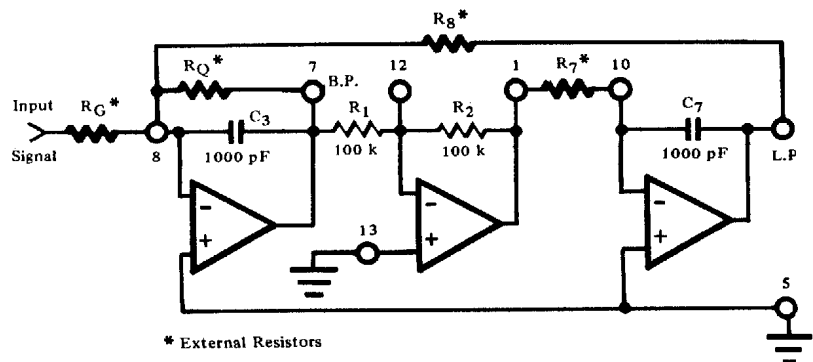 R8*
RQ*
7
B.P.
12
1
R7*
10
Input
RG*
C3
R1
R2
C7
Signal
8
1000 pF
100 k
100 k
1000 pF
L.P
-
+
-
+
-
+
13
5
* External Resistors